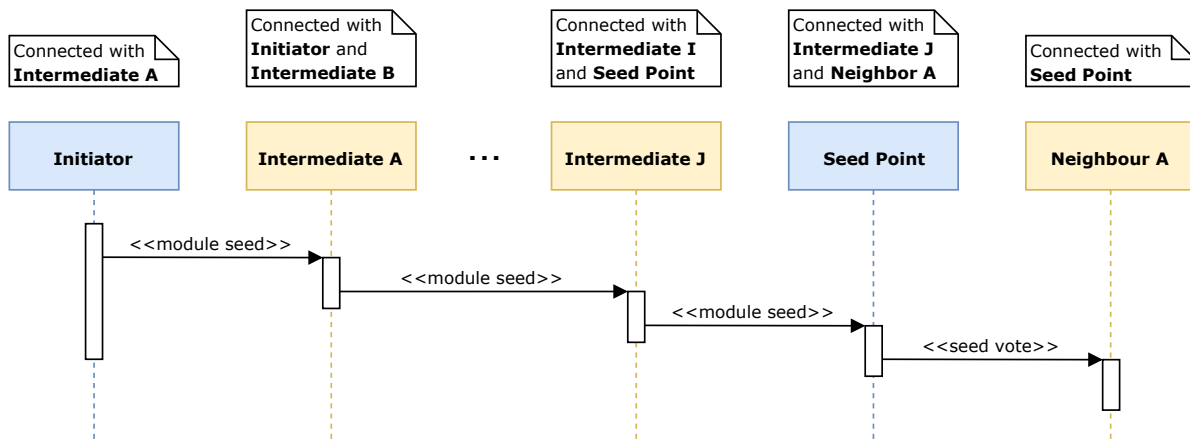 Connected with
Intermediate A
Connected with
Initiator and
Intermediate B
Connected with
Intermediate I
and Seed Point
Connected with
Intermediate J
and Neighbor A
Connected with
Seed Point
Initiator
Intermediate A
...
Intermediate J
Seed Point
Neighbour A
<<module seed>>
<<module seed>>
<<module seed>>
<<seed vote>>